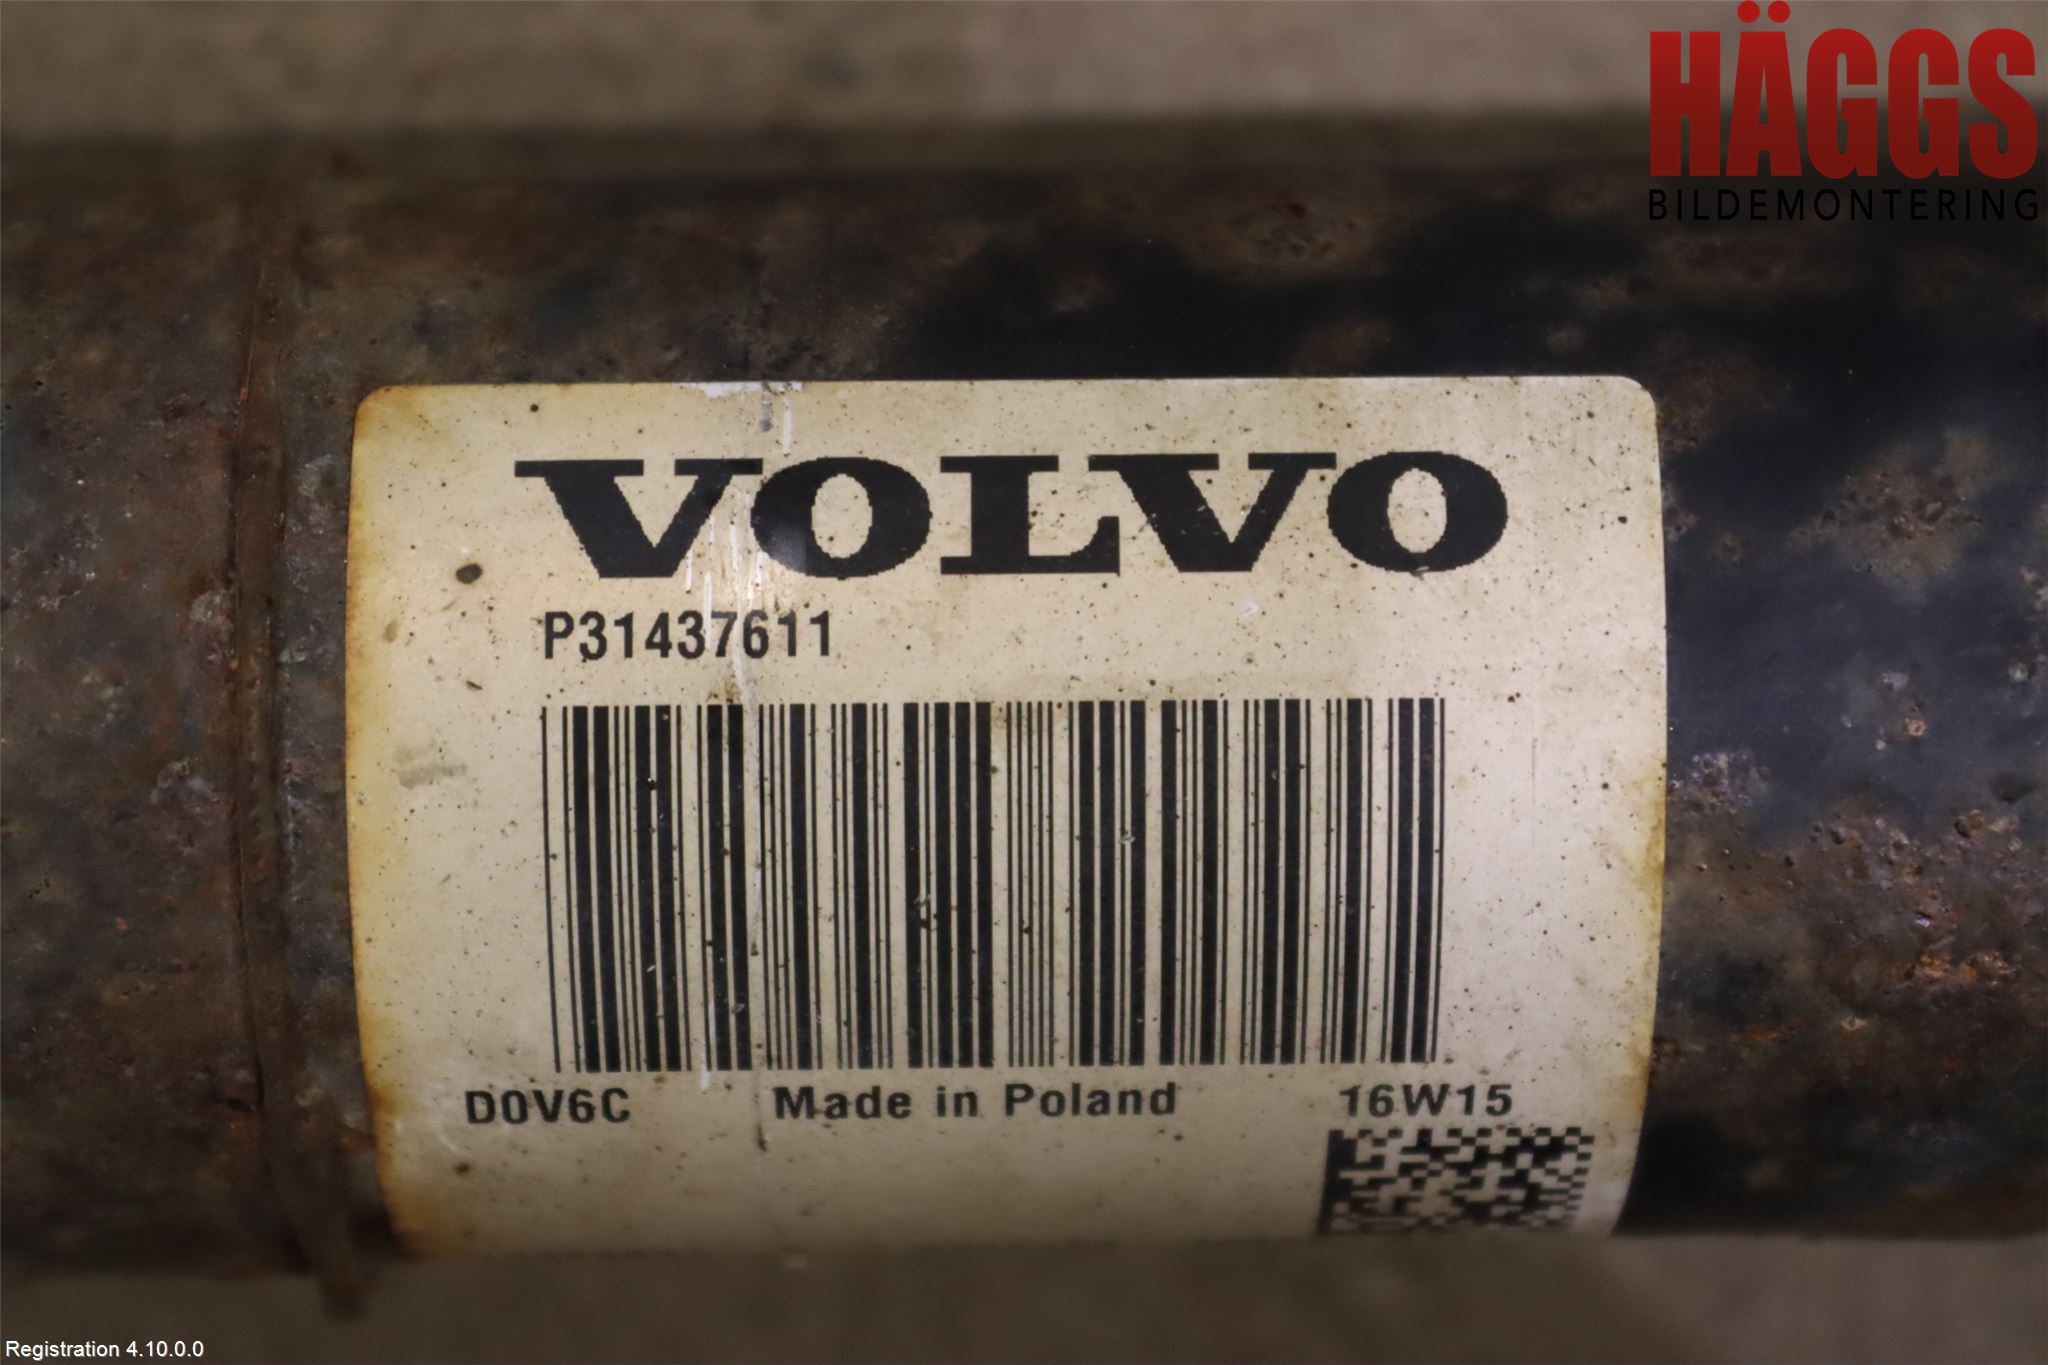 HÄGGS
BILDEMONTERING
VOLVO
P31437611
D0V6C Made in Poland 16W15
Registration 4.10.0.0